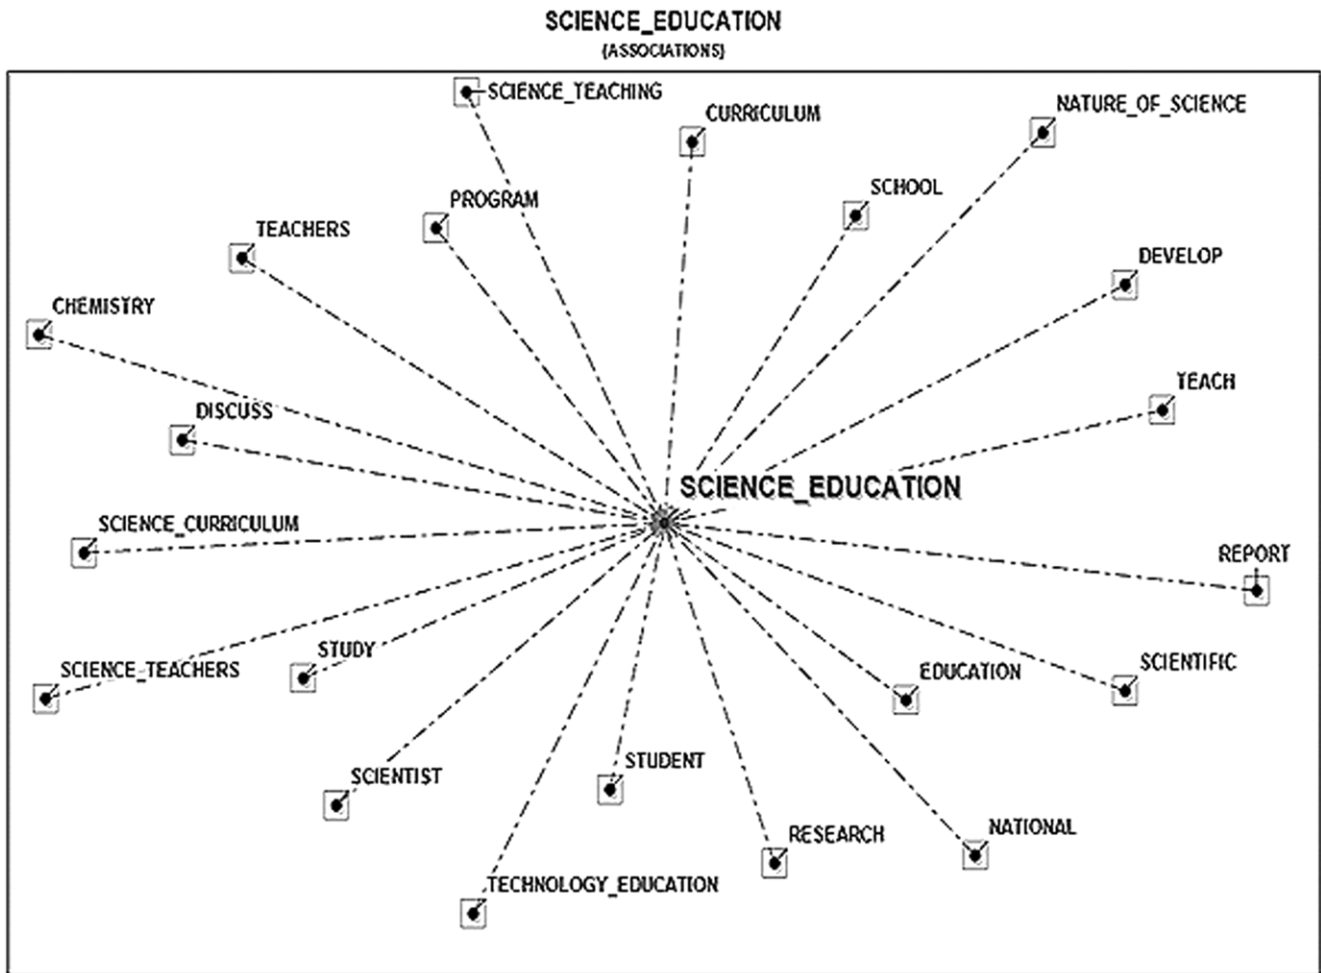 SCIENCE_EDUCATION
(ASSOCIATIONS)
SCIENCE_TEACHING
NATURE_OF_SCIENCE
CURRICULUM
SCHOOL
PROGRAM
TEACHERS
DEVELOP
CHEMISTRY
TEACH
DISCUSS
SCIENCE_EDUCATION
SCIENCE_CURRICULUM
REPORT
STUDY
SCIENCE_TEACHERS
EDUCATION
SCIENTIFIC
STUDENT
SCIENTIST
NATIONAL
RESEARCH
TECHNOLOGY_EDUCATION